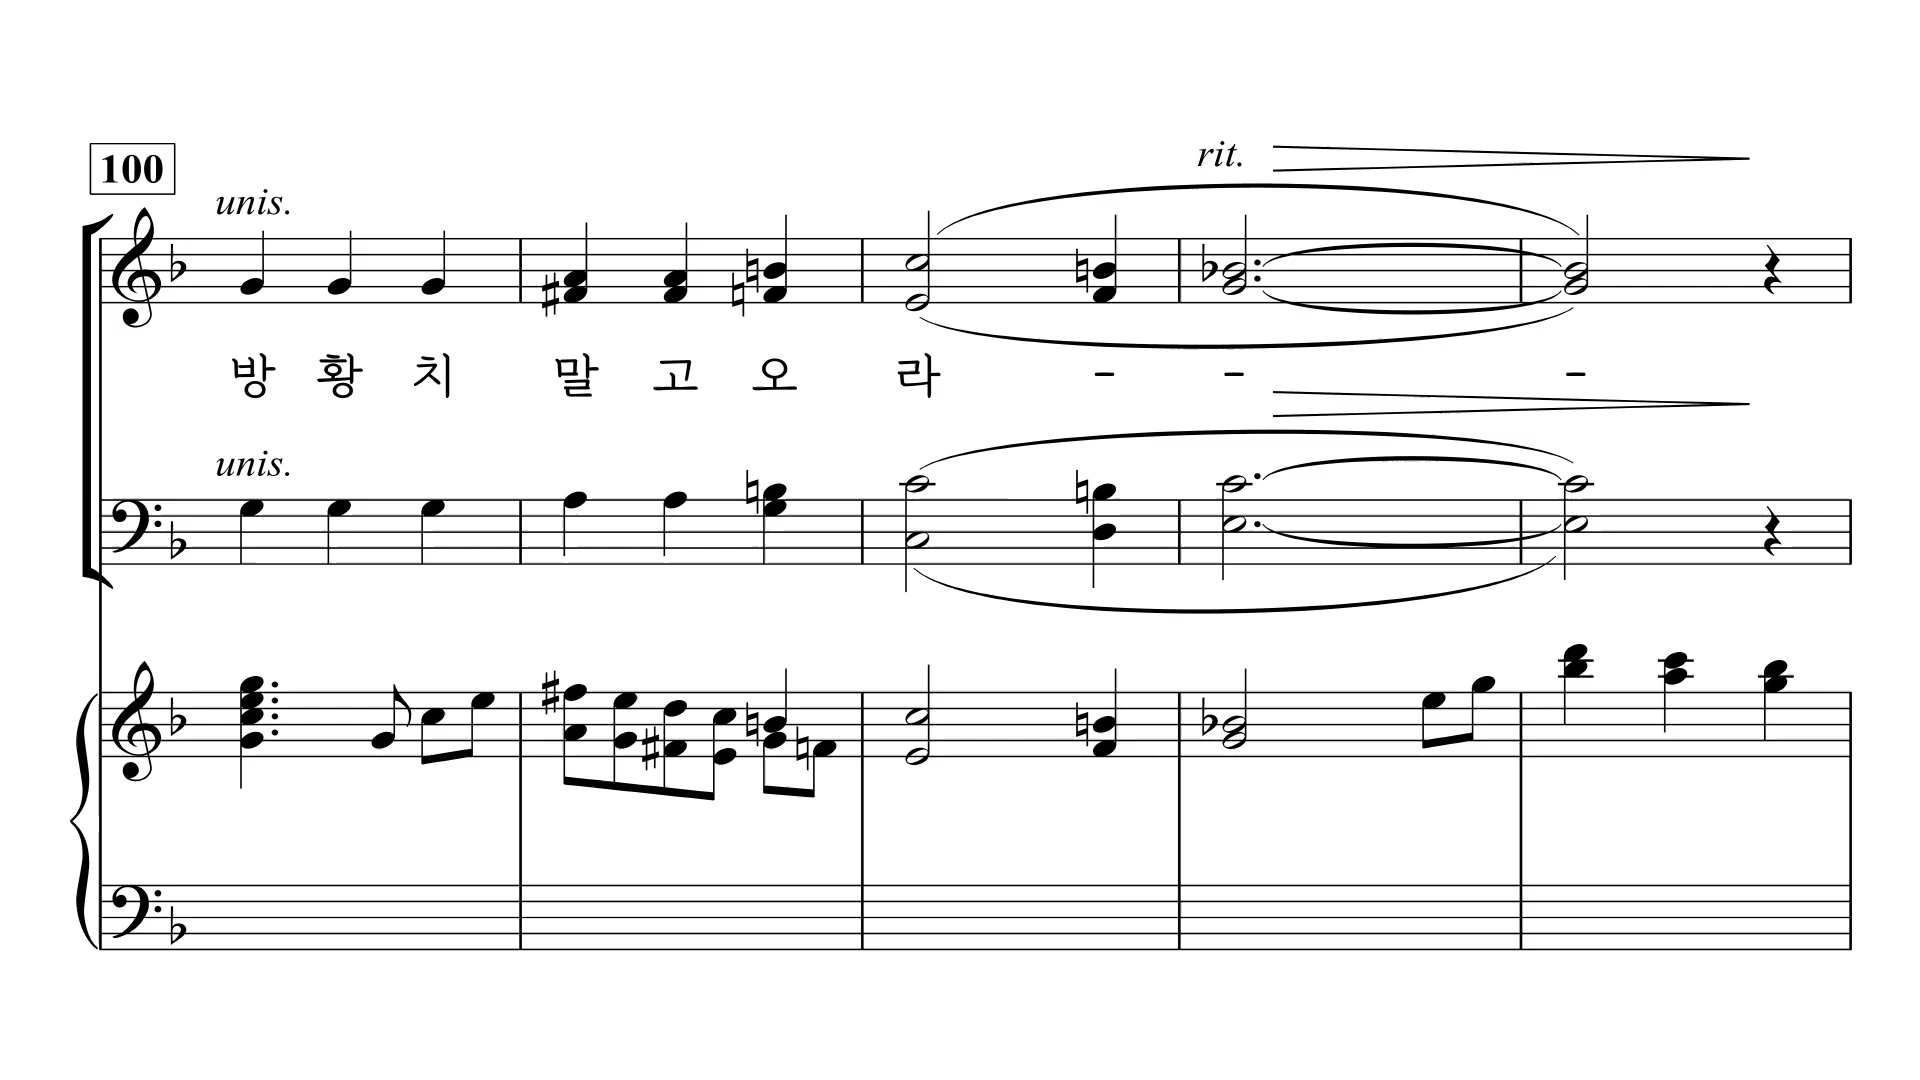 100
unis.
rit.
방 황 치 말 고 오 라 - - -
unis.